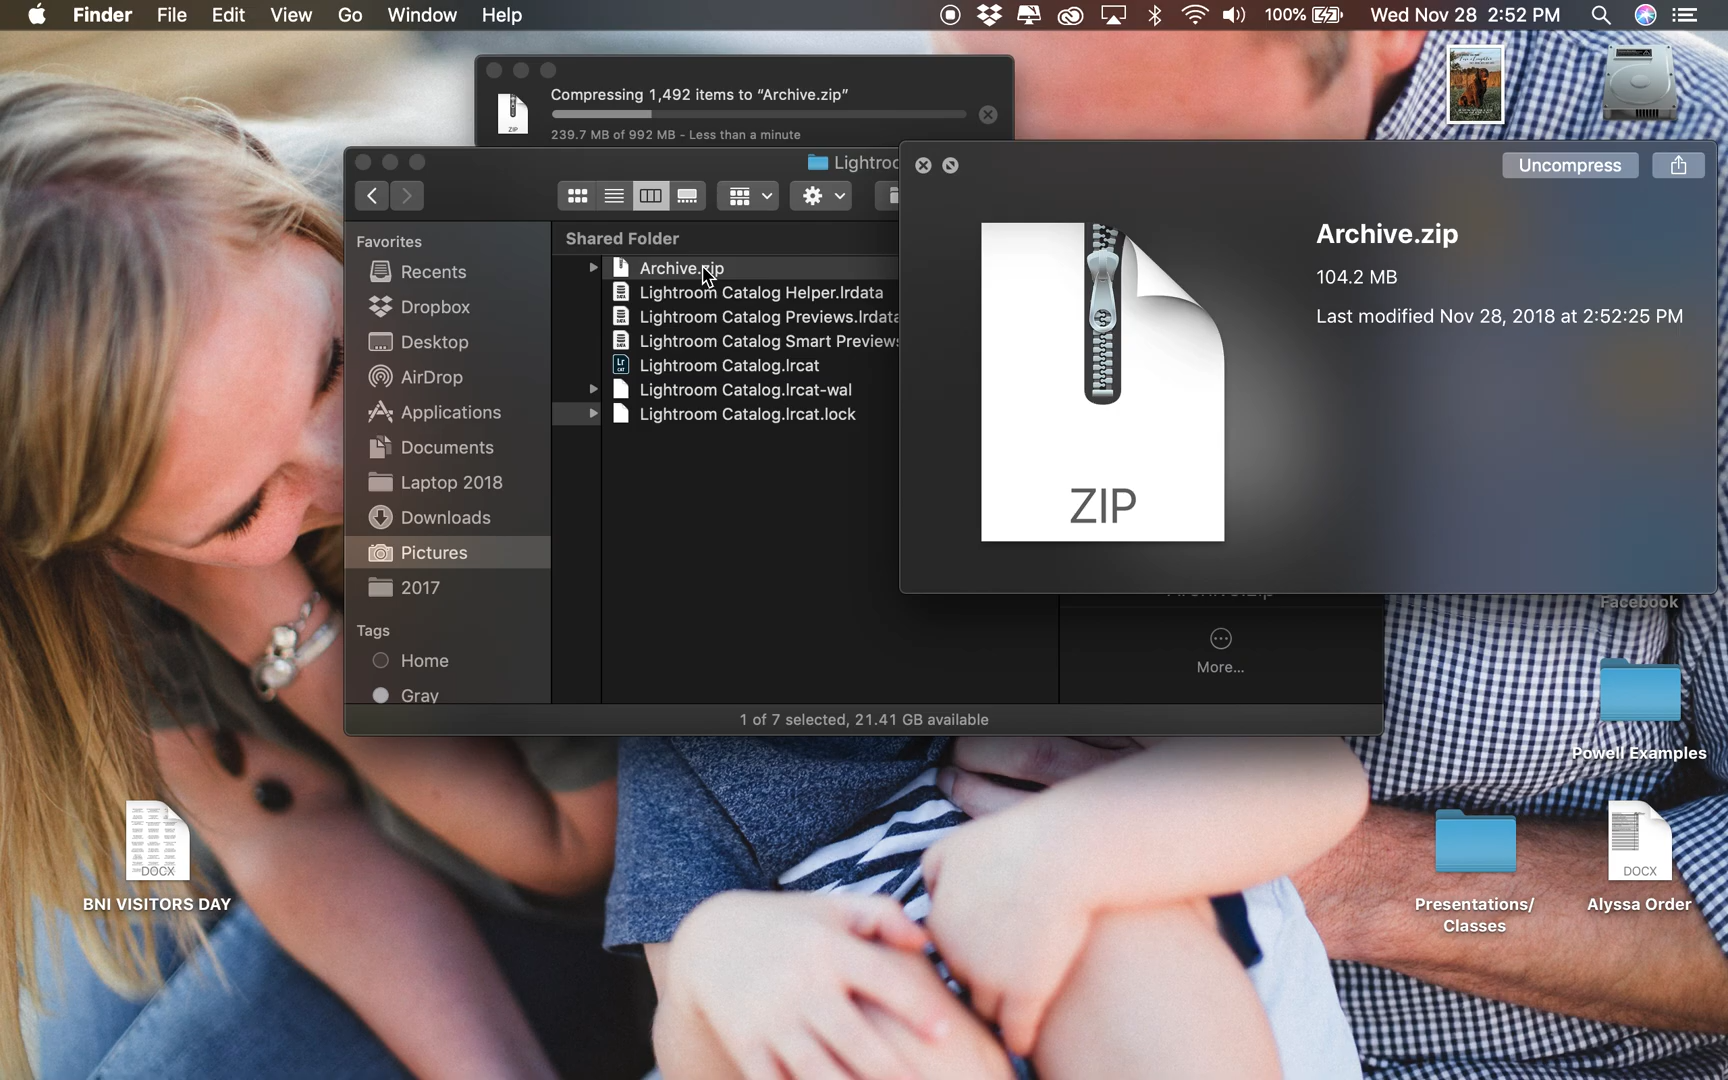 Finder File Edit View Go Window Help
100% Wed Nov 28 2:52 PM
Compressing 1,492 items to “Archive.zip”
239.7 MB of 992 MB - Less than a minute
ZIP
Lightroo
Uncompress
Favorites
Recents
Dropbox
Desktop
AirDrop
Applications
Documents
Laptop 2018
Downloads
Pictures
2017
Tags
Home
Gray
Shared Folder
Archive.zip
Lightroom Catalog Helper.lrdata
Lightroom Catalog Previews.lrdata
Lightroom Catalog Smart Previews
Lightroom Catalog.lrcat
Lightroom Catalog.lrcat-wal
Lightroom Catalog.lrcat.lock
ZIP
Archive.zip
104.2 MB
Last modified Nov 28, 2018 at 2:52:25 PM
More...
1 of 7 selected, 21.41 GB available
Facebook
Powell Examples
DOCX
BNI VISITORS DAY
Presentations/
Classes
DOCX
Alyssa Order